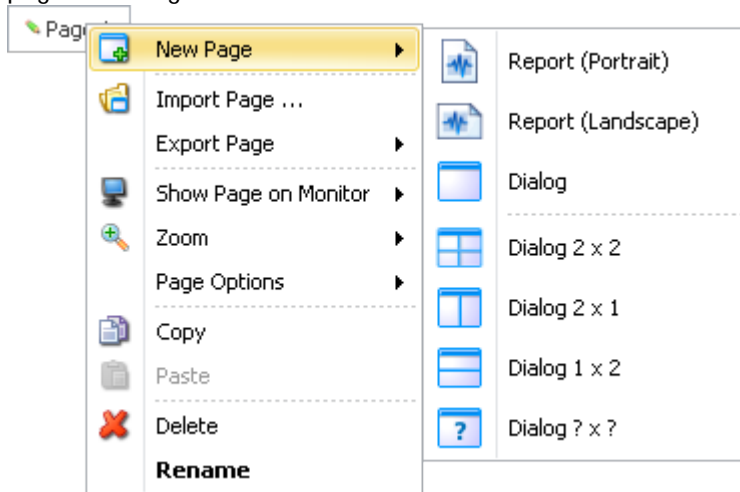 Page
New Page
Import Page ...
Export Page
Show Page on Monitor
Zoom
Page Options
Copy
Paste
Delete
Rename
Report (Portrait)
Report (Landscape)
Dialog
Dialog 2 x 2
Dialog 2 x 1
Dialog 1 x 2
?
Dialog ? x ?